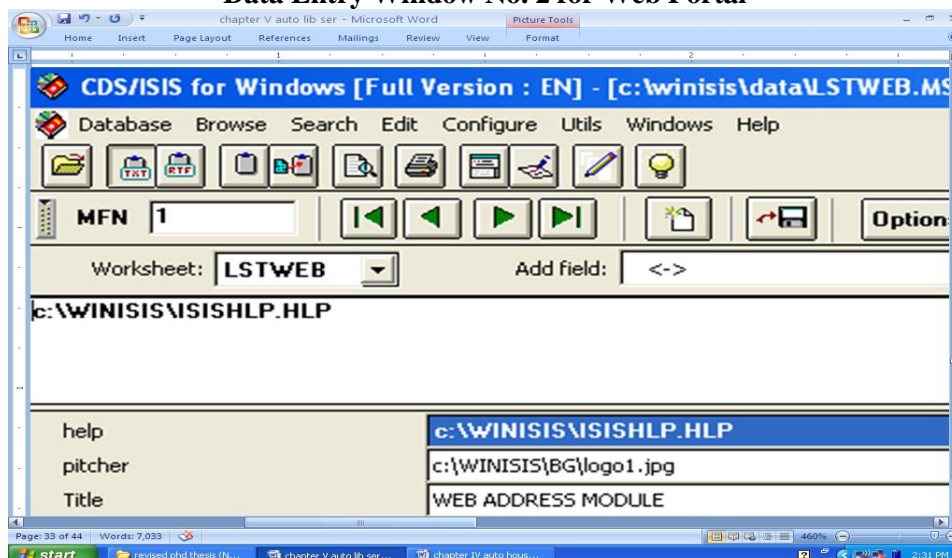 Data Entry Window No. 2 for Web Portal
chapter V auto lib ser - Microsoft Word Picture Tools
Home Insert Page Layout References Mailings Review View Format
CDS/ISIS for Windows [Full Version : EN] - [c:\winisis\data\LSTWEB.MS
Database Browse Search Edit Configure Utils Windows Help
TXT RTF
MFN 1 Option
Worksheet: LSTWEB Add field: <->
c:\WINISIS\ISISHLP.HLP
help c:\WINISIS\ISISHLP.HLP
pitcher c:\WINISIS\BG\logo1.jpg
Title WEB ADDRESS MODULE
Page: 33 of 44 Words: 7,033 460%
start revised phd thesis (N... chapter V auto lib ser... chapter IV auto hous... 2:31 PM